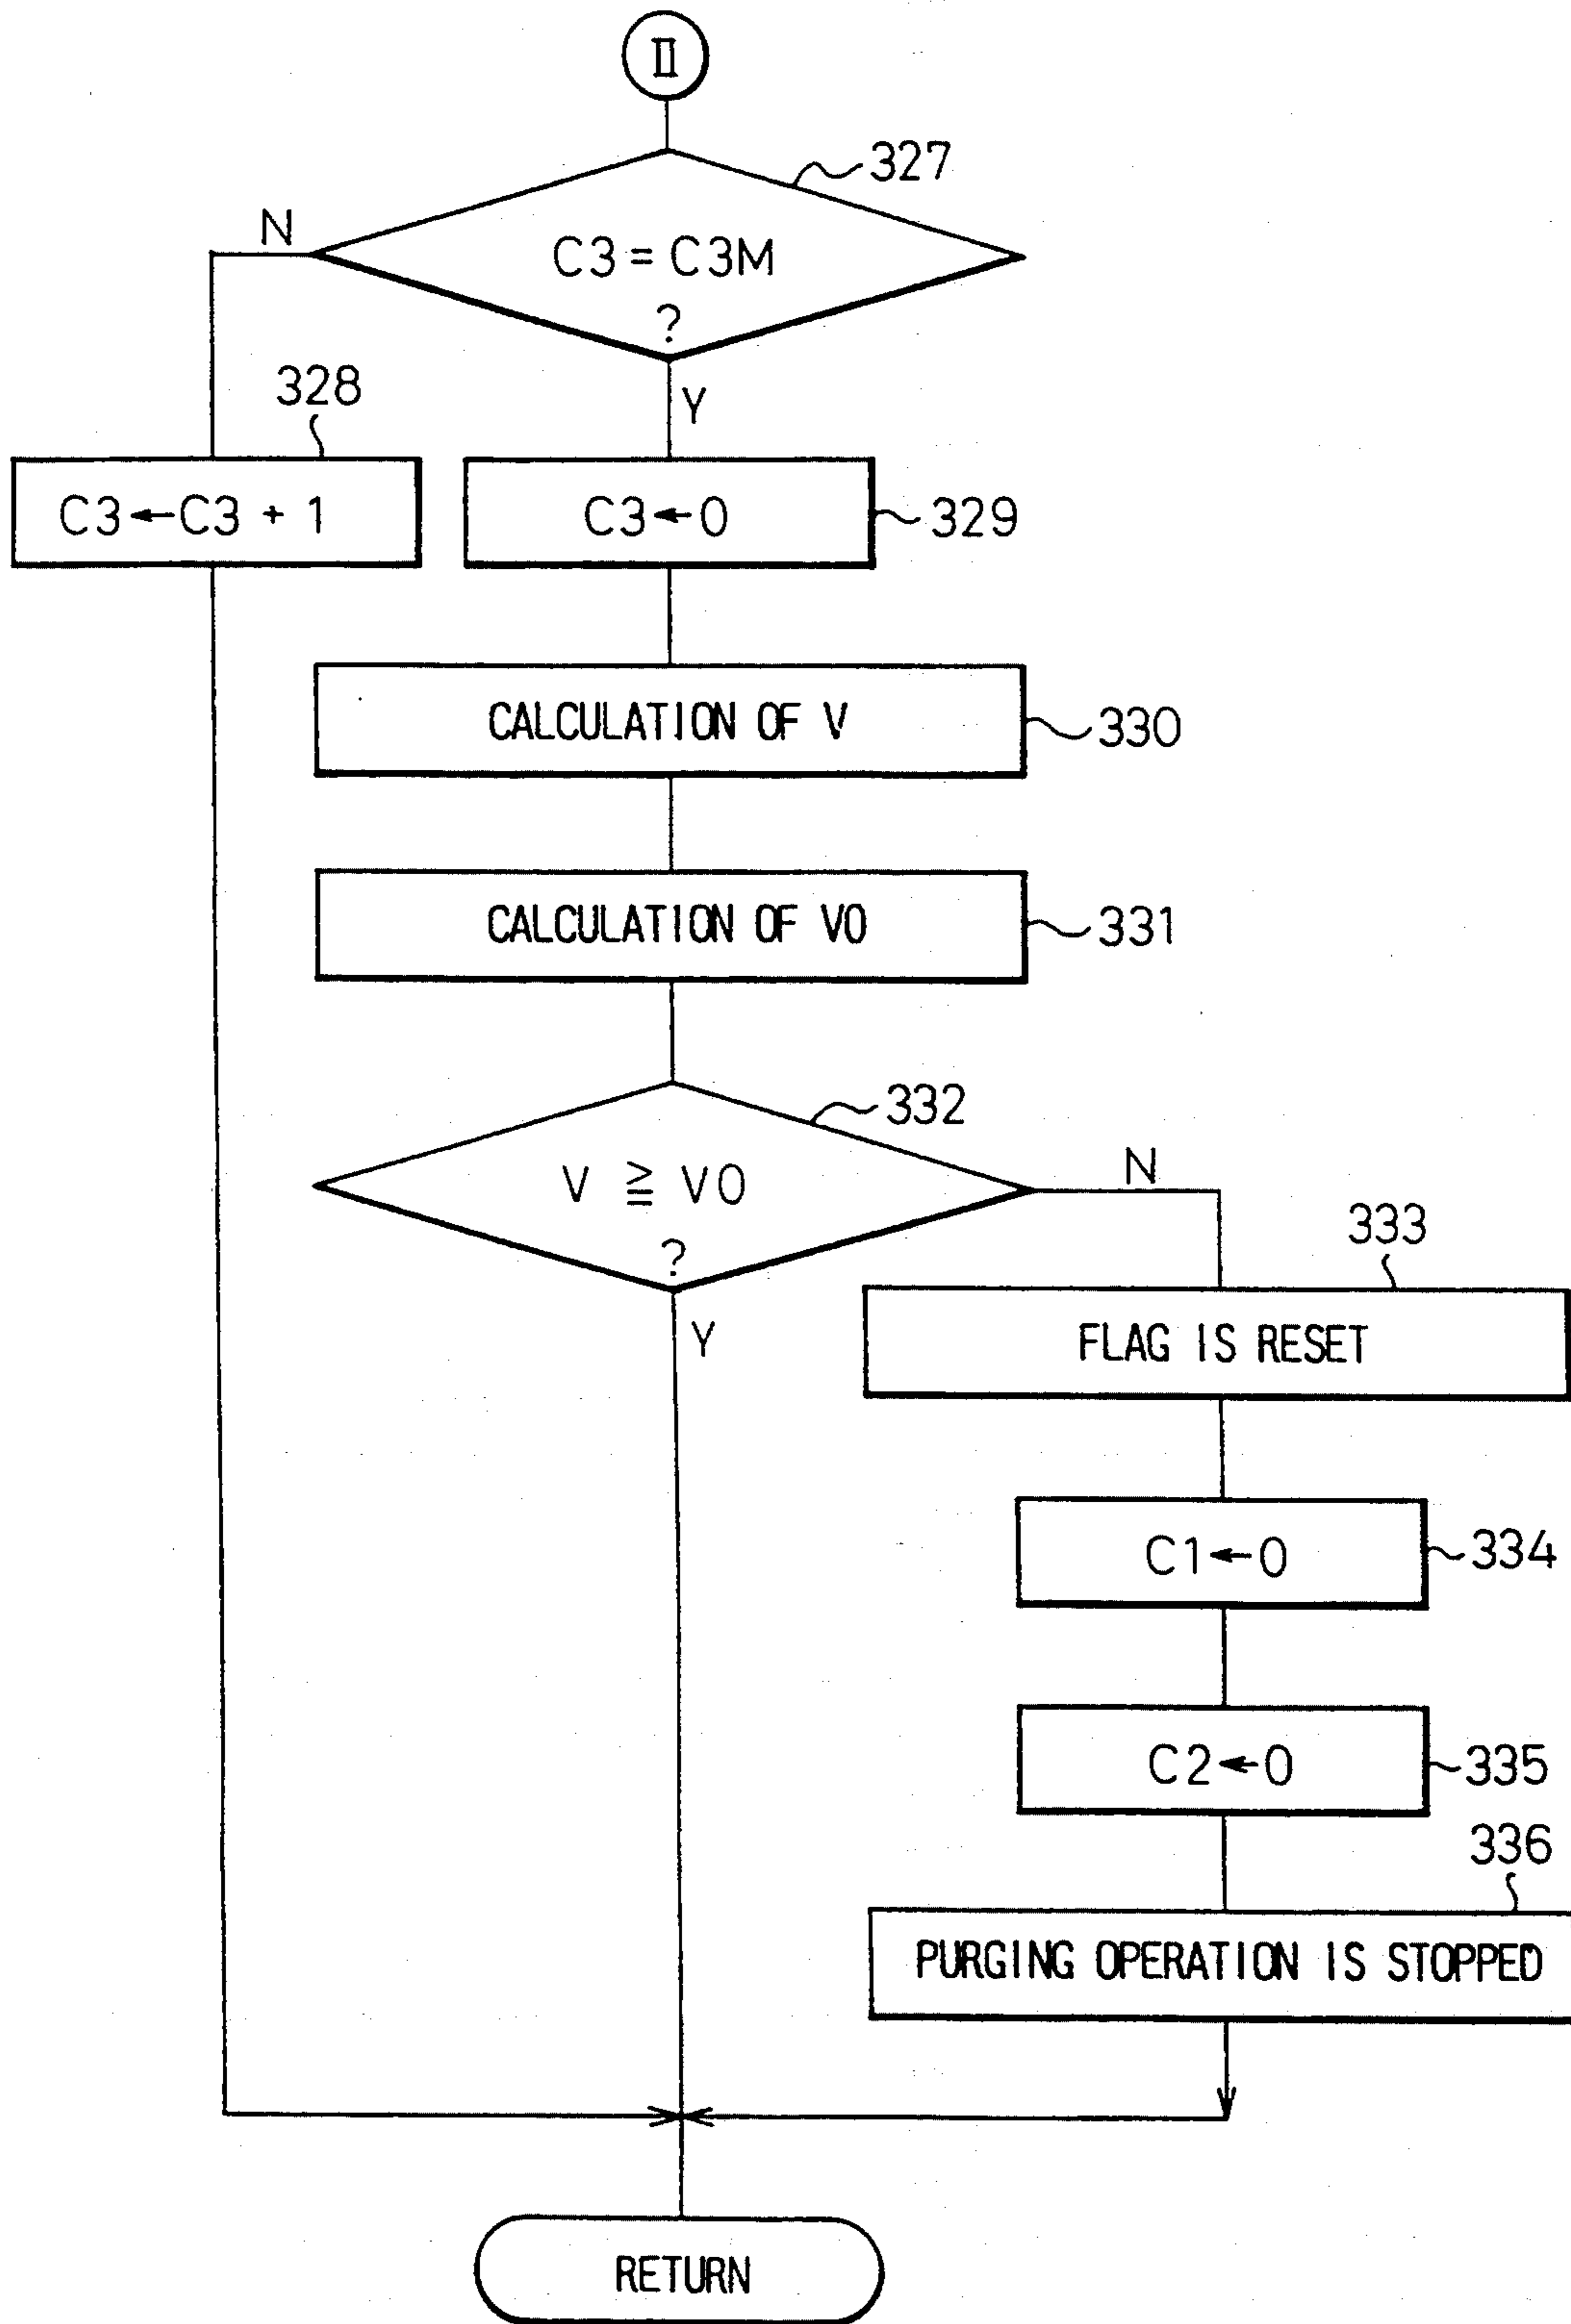 II
327
N
C3 = C3M
?
328
Y
C3←C3 + 1
C3←0
329
CALCULATION OF V
330
CALCULATION OF V0
331
332
V ≧ V0
N
?
333
Y
FLAG IS RESET
C1←0
334
C2←0
335
336
PURGING OPERATION IS STOPPED
RETURN